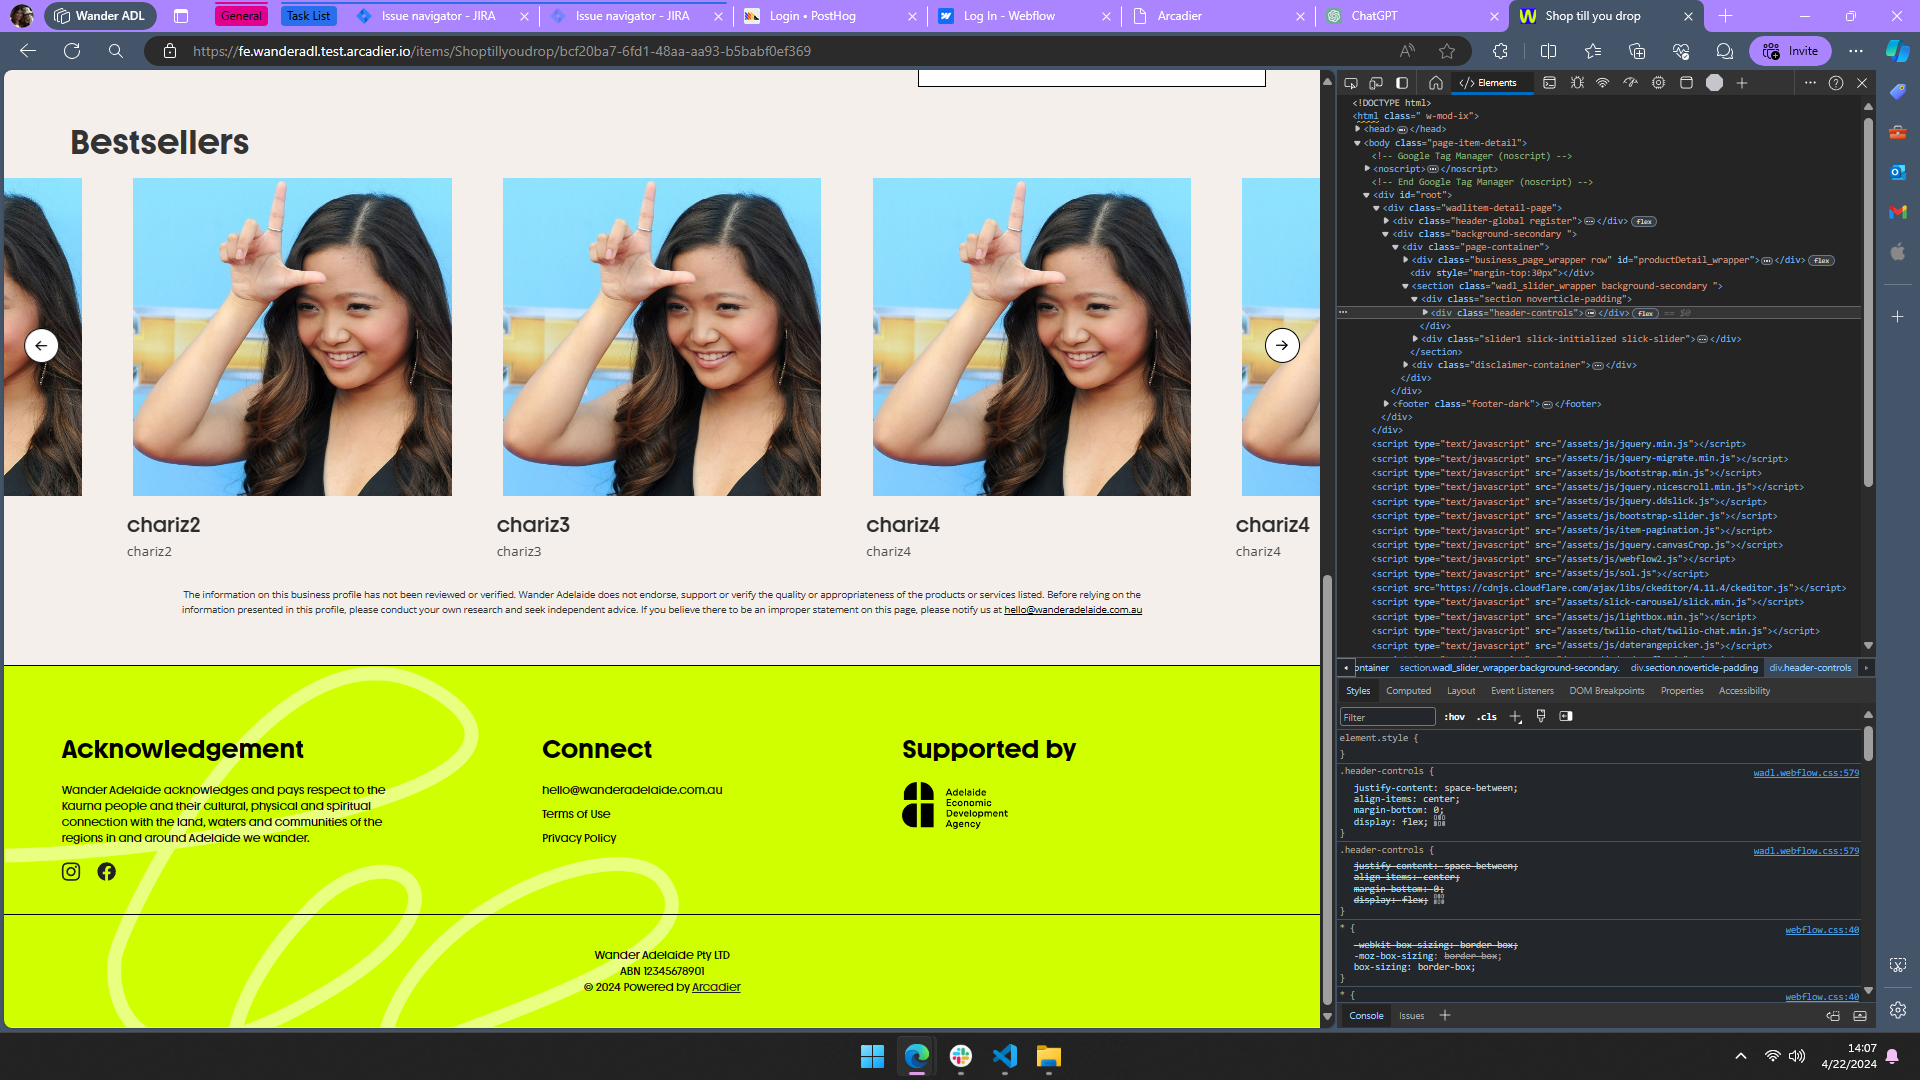 Wander ADL
General
Task List
Issue navigator - JIRA
Issue navigator - JIRA
Login • PostHog
Log In - Webflow
Arcadier
ChatGPT
Shop till you drop
https://fe.wanderadl.test.arcadier.io/items/Shoptillyoudrop/bcf20ba7-6fd1-48aa-aa93-b5babf0ef369
Invite
Bestsellers
chariz2
chariz3
chariz4
chariz4
chariz2
chariz3
chariz4
chariz4
The information on this business profile has not been reviewed or verified. Wander Adelaide does not endorse, support or verify the quality or appropriateness of the products or services listed. Before relying on the
information presented in this profile, please conduct your own research and seek independent advice. If you believe there to be an improper statement on this page, please notify us at hello@wanderadelaide.com.au
Acknowledgement
Wander Adelaide acknowledges and pays respect to the
Kaurna people and their cultural, physical and spiritual
connection with the land, waters and communities of the
regions in and around Adelaide we wander.
Connect
hello@wanderadelaide.com.au
Terms of Use
Privacy Policy
Supported by
Adelaide
Economic
Development
Agency
Wander Adelaide Pty LTD
ABN 12345678901
© 2024 Powered by Arcadier
Elements
<!DOCTYPE html>
<html class=" w-mod-ix">
<head>…</head>
<body class="page-item-detail">
<!-- Google Tag Manager (noscript) -->
<noscript>…</noscript>
<!-- End Google Tag Manager (noscript) -->
<div id="root">
<div class="wadlitem-detail-page">
<div class="header-global register">…</div> flex
<div class="background-secondary ">
<div class="page-container">
<div class="business_page_wrapper row" id="productDetail_wrapper">…</div> flex
<div style="margin-top:30px"></div>
<section class="wadl_slider_wrapper background-secondary ">
<div class="section noverticle-padding">
<div class="header-controls">…</div> flex == $0
</div>
<div class="slider1 slick-initialized slick-slider">…</div>
</section>
<div class="disclaimer-container">…</div>
</div>
</div>
<footer class="footer-dark">…</footer>
</div>
</div>
<script type="text/javascript" src="/assets/js/jquery.min.js"></script>
<script type="text/javascript" src="/assets/js/jquery-migrate.min.js"></script>
<script type="text/javascript" src="/assets/js/bootstrap.min.js"></script>
<script type="text/javascript" src="/assets/js/jquery.nicescroll.min.js"></script>
<script type="text/javascript" src="/assets/js/jquery.ddslick.js"></script>
<script type="text/javascript" src="/assets/js/bootstrap-slider.js"></script>
<script type="text/javascript" src="/assets/js/item-pagination.js"></script>
<script type="text/javascript" src="/assets/js/jquery.canvasCrop.js"></script>
<script type="text/javascript" src="/assets/js/webflow2.js"></script>
<script type="text/javascript" src="/assets/js/sol.js"></script>
<script src="https://cdnjs.cloudflare.com/ajax/libs/ckeditor/4.11.4/ckeditor.js"></script>
<script type="text/javascript" src="/assets/slick-carousel/slick.min.js"></script>
<script type="text/javascript" src="/assets/js/lightbox.min.js"></script>
<script type="text/javascript" src="/assets/twilio-chat/twilio-chat.min.js"></script>
<script type="text/javascript" src="/assets/js/daterangepicker.js"></script>
ontainer section.wadl_slider_wrapper.background-secondary. div.section.noverticle-padding div.header-controls
Styles Computed Layout Event Listeners DOM Breakpoints Properties Accessibility
Filter :hov .cls
element.style {
}
.header-controls { wadl.webflow.css:579
justify-content: space-between;
align-items: center;
margin-bottom: 0;
display: flex;
}
.header-controls { wadl.webflow.css:579
justify-content: space-between;
align-items: center;
margin-bottom: 0;
display: flex;
}
* { webflow.css:40
-webkit-box-sizing: border-box;
-moz-box-sizing: border-box;
box-sizing: border-box;
}
* { webflow.css:40
Console Issues
14:07
4/22/2024